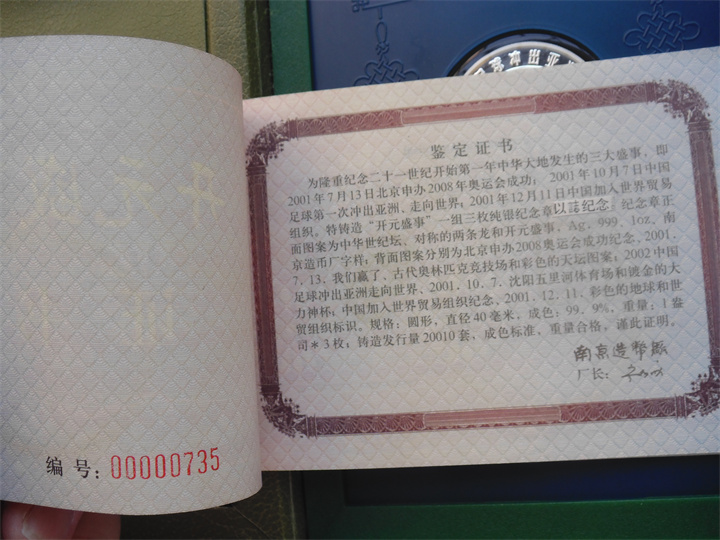 冲出亚
鉴定证书
为隆重纪念二十一世纪开始第一年中华大地发生的三大盛事，即
2001年7月13日北京申办2008年奥运会成功；2001年10月7日中国
足球第一次冲出亚洲、走向世界；2001年12月11日中国加入世界贸易
组织。特铸造“开元盛事”一组三枚纯银纪念章以誌纪念。纪念章正
面图案为中华世纪坛、对称的两条龙和开元盛事、Ag. 999、1oz、南
京造币厂字样；背面图案分别为北京申办2008奥运会成功纪念、2001.
7.13、我们赢了、古代奥林匹克竞技场和彩色的天坛图案；2002中国
足球冲出亚洲走向世界、2001.10.7、沈阳五里河体育场和镀金的大
力神杯；中国加入世界贸易组织纪念、2001.12.11.彩色的地球和世
贸组织标识。规格：圆形，直径40毫米，成色：99.9%，重量：1盎
司*3枚；铸造发行量20010套，成色标准，重量合格，谨此证明。
南京造幣廠
厂长：
编号：00000735